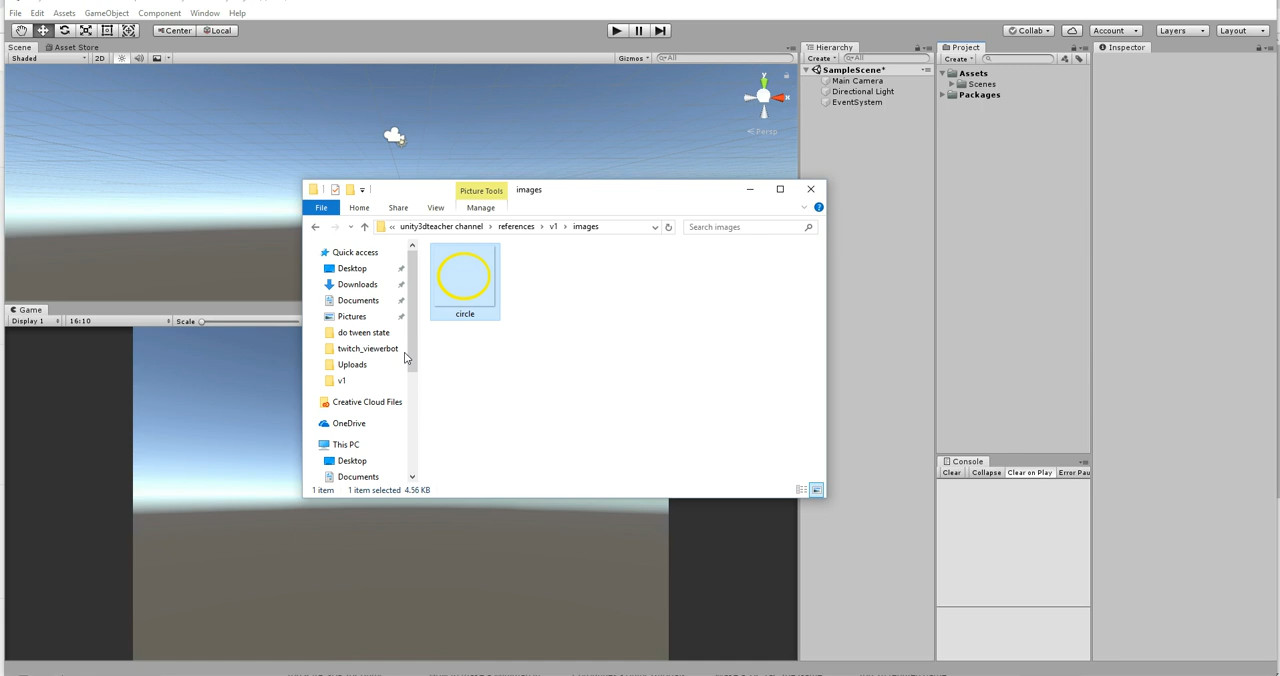 File Edit Assets GameObject Component Window Help
Center Local Collab Account Layers Layout
Scene Asset Store
Shaded 2D Gizmos All
Persp
Hierarchy
Create All
SampleScene*
Main Camera
Directional Light
EventSystem
Project
Create
Assets
Scenes
Packages
Inspector
Picture Tools images
File Home Share View Manage
« unity3dteacher channel › references › v1 › images Search images
Quick access
Desktop
Downloads
Documents
Pictures
do tween state
twitch_viewerbot
Uploads
v1
Creative Cloud Files
OneDrive
This PC
Desktop
Documents
circle
1 item 1 item selected 4.56 KB
Game
Display 1 16:10 Scale
Console
Clear Collapse Clear on Play Error Pau